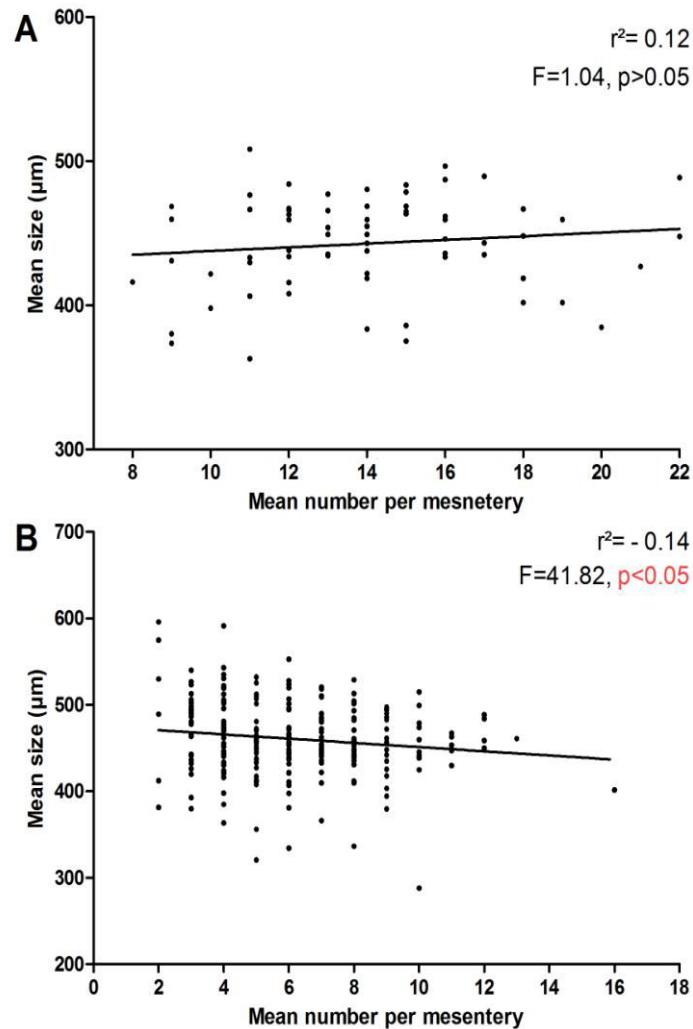 A
r²= 0.12
F=1.04, p>0.05
600
500
400
300
Mean size (µm)
8 10 12 14 16 18 20 22
Mean number per mesnetery
B
r²= - 0.14
F=41.82, p<0.05
700
600
500
400
300
200
Mean size (µm)
0 2 4 6 8 10 12 14 16 18
Mean number per mesentery